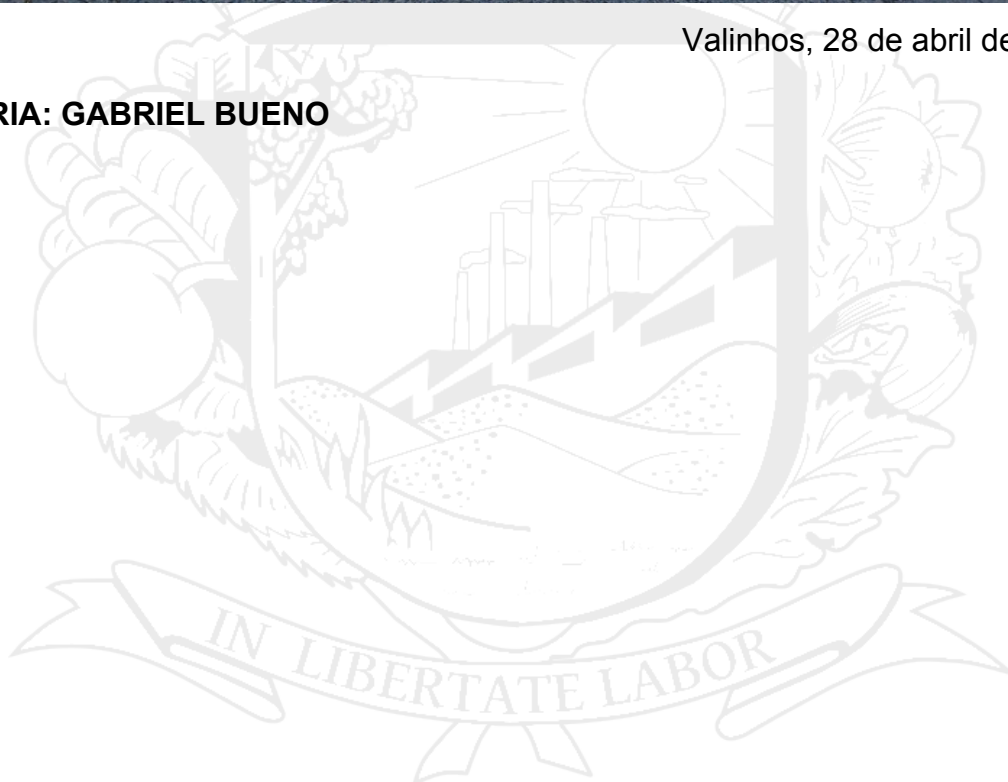 Valinhos, 28 de abril de
RIA: GABRIEL BUENO
IN LIBERTATE LABOR